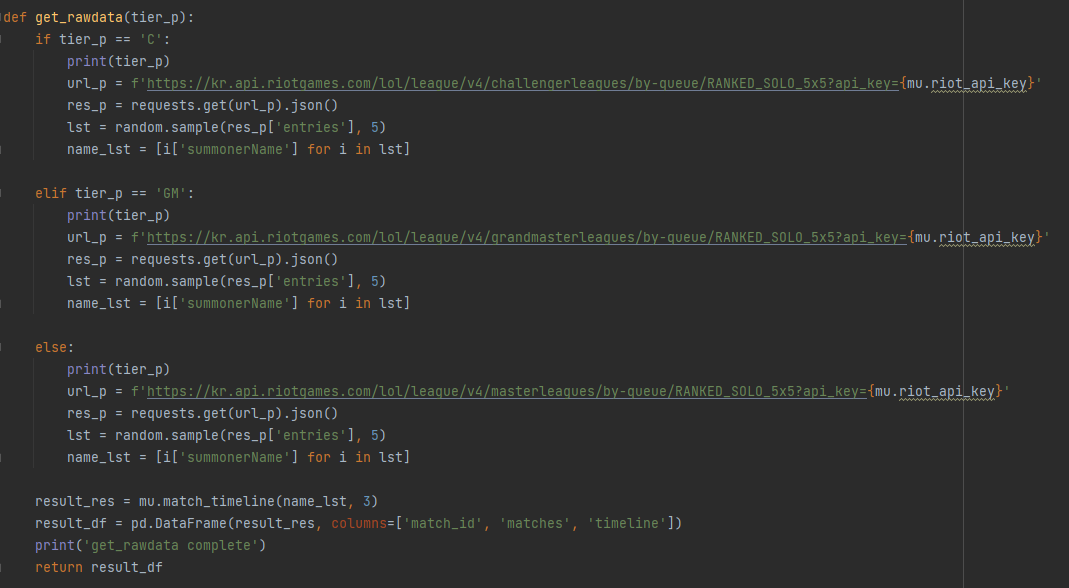 def get_rawdata(tier_p):
    if tier_p == 'C':
        print(tier_p)
        url_p = f'https://kr.api.riotgames.com/lol/league/v4/challengerleagues/by-queue/RANKED_SOLO_5x5?api_key={mu.riot_api_key}'
        res_p = requests.get(url_p).json()
        lst = random.sample(res_p['entries'], 5)
        name_lst = [i['summonerName'] for i in lst]

    elif tier_p == 'GM':
        print(tier_p)
        url_p = f'https://kr.api.riotgames.com/lol/league/v4/grandmasterleagues/by-queue/RANKED_SOLO_5x5?api_key={mu.riot_api_key}'
        res_p = requests.get(url_p).json()
        lst = random.sample(res_p['entries'], 5)
        name_lst = [i['summonerName'] for i in lst]

    else:
        print(tier_p)
        url_p = f'https://kr.api.riotgames.com/lol/league/v4/masterleagues/by-queue/RANKED_SOLO_5x5?api_key={mu.riot_api_key}'
        res_p = requests.get(url_p).json()
        lst = random.sample(res_p['entries'], 5)
        name_lst = [i['summonerName'] for i in lst]

    result_res = mu.match_timeline(name_lst, 3)
    result_df = pd.DataFrame(result_res, columns=['match_id', 'matches', 'timeline'])
    print('get_rawdata complete')
    return result_df